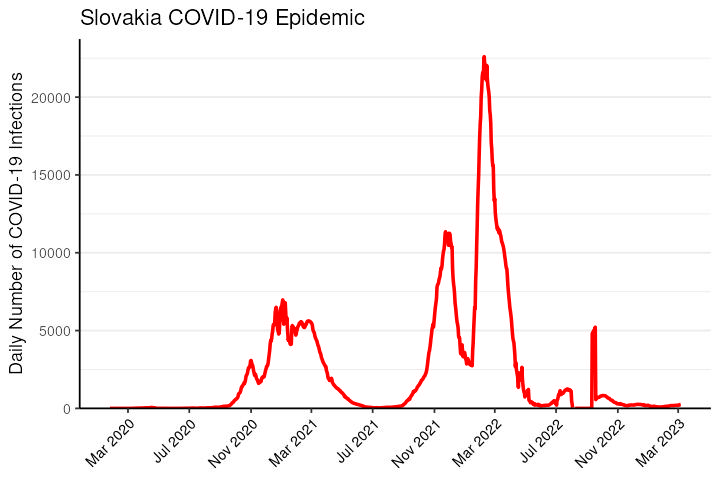 Slovakia COVID-19 Epidemic
Daily Number of COVID-19 Infections
20000
15000
10000
5000
0
Mar 2020
Jul 2020
Nov 2020
Mar 2021
Jul 2021
Nov 2021
Mar 2022
Jul 2022
Nov 2022
Mar 2023